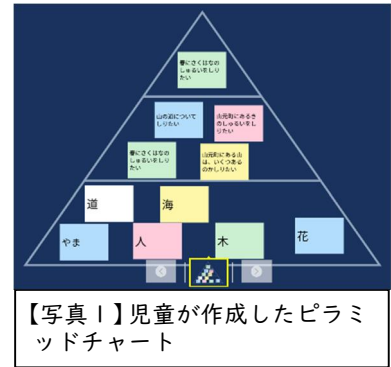 春にさくはなの
しゅるいをしり
たい
山の道について
しりたい
山元町にあるき
のしゅるいをし
りたい
春にさくはなの
しゅるいをしり
たい
山元町にある山
は、いくつある
のかしりたい
道
海
やま
人
木
花
【写真1】児童が作成したピラミ
ッドチャート